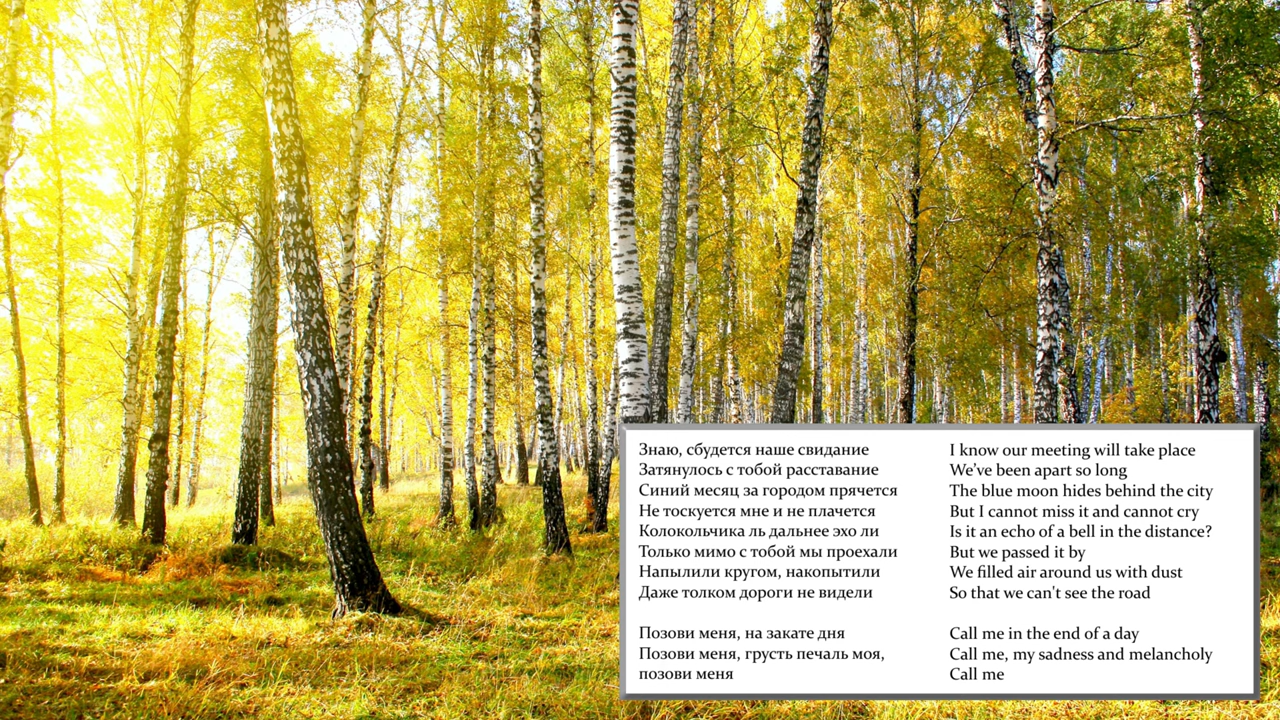 Знаю, сбудется наше свидание
Затянулось с тобой расставание
Синий месяц за городом прячется
Не тоскуется мне и не плачется
Колокольчика ль дальнее эхо ли
Только мимо с тобой мы проехали
Напылили кругом, накопытили
Даже толком дороги не видели
Позови меня, на закате дня
Позови меня, грусть печаль моя,
позови меня
I know our meeting will take place
We’ve been apart so long
The blue moon hides behind the city
But I cannot miss it and cannot cry
Is it an echo of a bell in the distance?
But we passed it by
We filled air around us with dust
So that we can't see the road
Call me in the end of a day
Call me, my sadness and melancholy
Call me